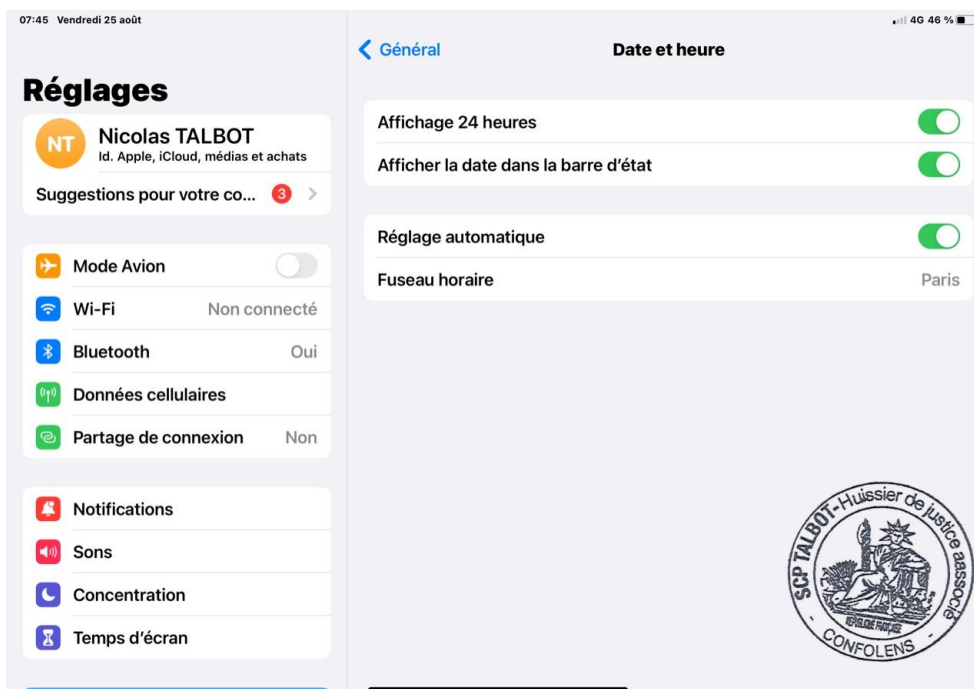 07:45 Vendredi 25 août
4G 46 %
Réglages
NT
Nicolas TALBOT
Id. Apple, iCloud, médias et achats
Suggestions pour votre co... 3
Mode Avion
Wi-Fi Non connecté
Bluetooth Oui
Données cellulaires
Partage de connexion Non
Notifications
Sons
Concentration
Temps d'écran
Général
Date et heure
Affichage 24 heures
Afficher la date dans la barre d'état
Réglage automatique
Fuseau horaire Paris
SCP TALBOT-Huissier de justice aassocié
RÉPUBLIQUE FRANÇAISE
- CONFOLENS -